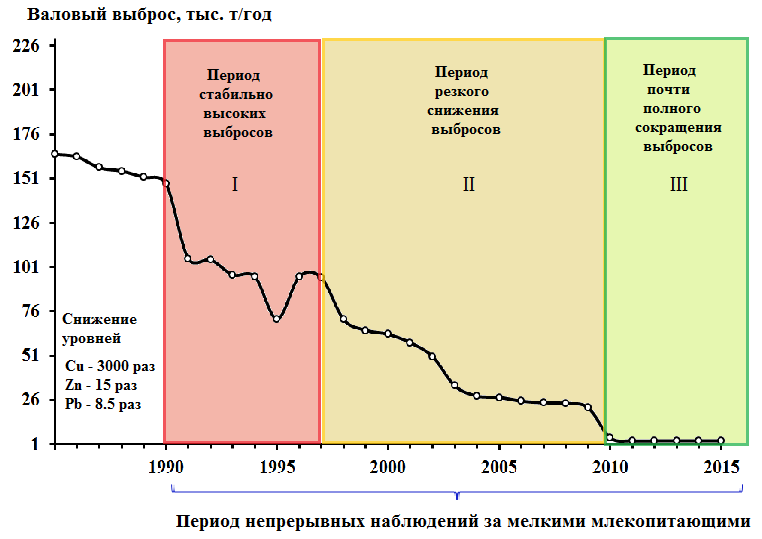 Валовый выброс, тыс. т/год
226
201
176
151
126
101
76
51
26
1
Период
стабильно
высоких
выбросов
I
Период
резкого
снижения
выбросов
II
Период
почти
полного
сокращения
выбросов
III
Снижение
уровней
Cu - 3000 раз
Zn - 15 раз
Pb - 8.5 раз
1990 1995 2000 2005 2010 2015
Период непрерывных наблюдений за мелкими млекопитающими